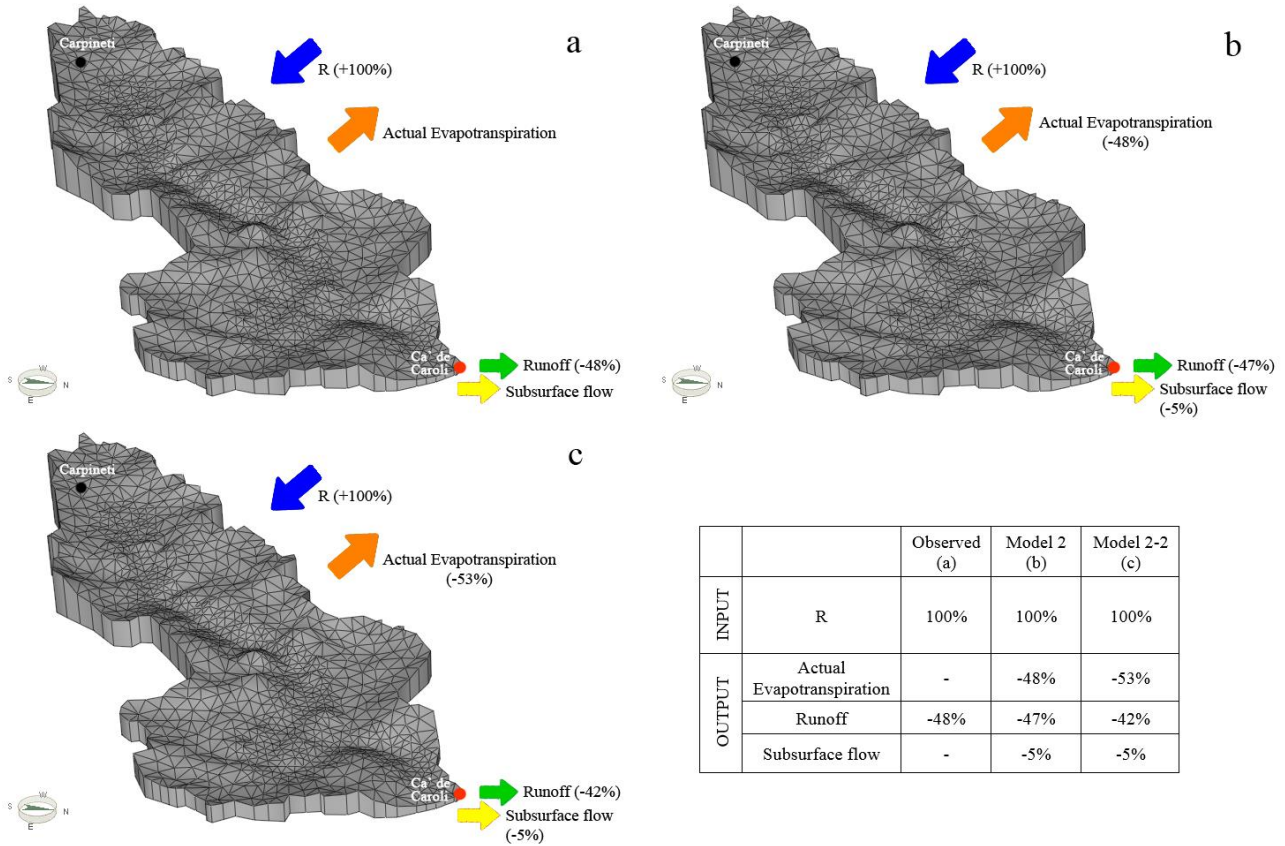 a
Carpineti
R (+100%)
Actual Evapotranspiration
Ca` de
Caroli
Runoff (-48%)
Subsurface flow
W
S
N
E
b
Carpineti
R (+100%)
Actual Evapotranspiration
(-48%)
Ca` de
Caroli
Runoff (-47%)
Subsurface flow
(-5%)
W
S
N
E
c
Carpineti
R (+100%)
Actual Evapotranspiration
(-53%)
Ca` de
Caroli
Runoff (-42%)
Subsurface flow
(-5%)
W
S
N
E
Observed Model 2 Model 2-2
(a) (b) (c)
INPUT
R 100% 100% 100%
OUTPUT
Actual
Evapotranspiration - -48% -53%
Runoff -48% -47% -42%
Subsurface flow - -5% -5%